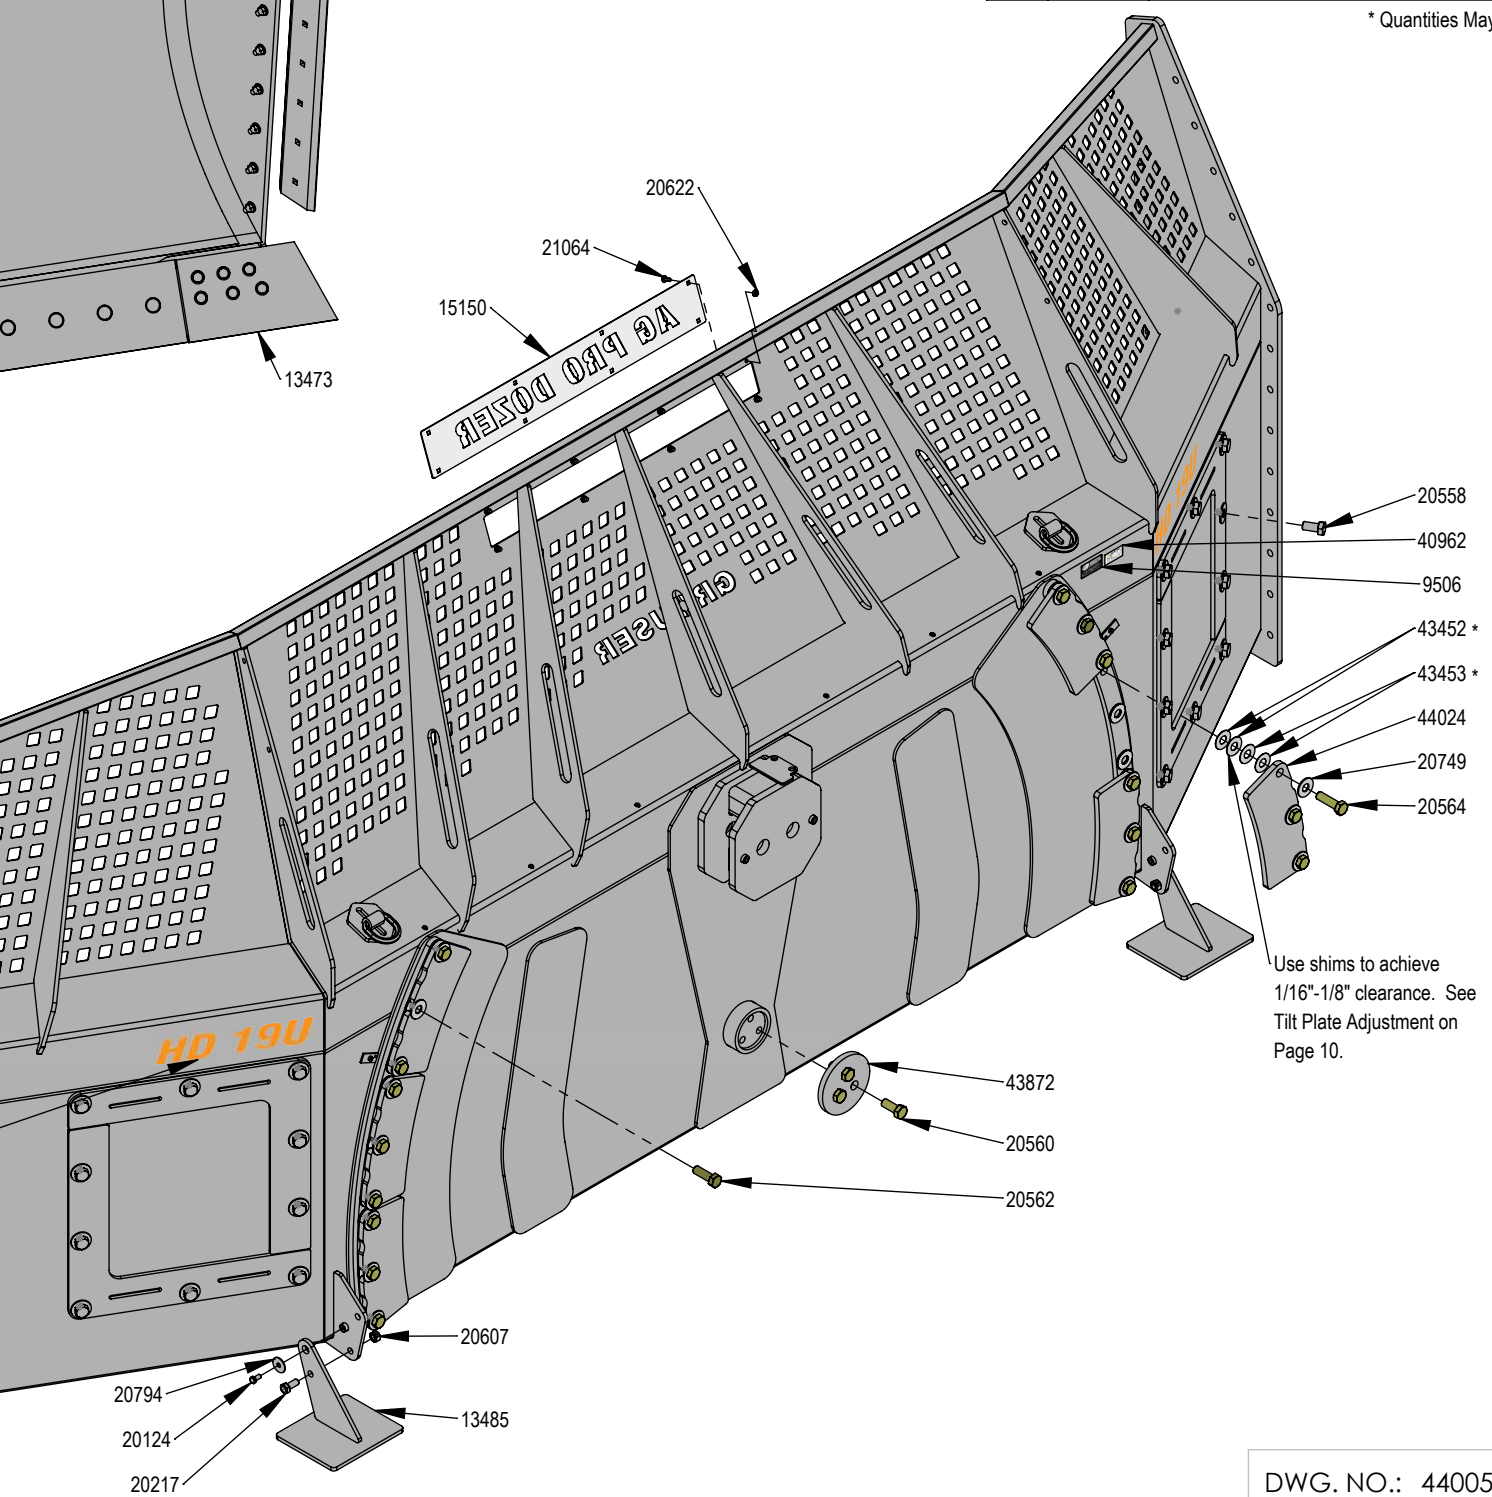 * Quantities May
20622
21064
15150
AG PRO DOZER
13473
20558
40962
9506
43452 *
43453 *
44024
20749
20564
HD 19U
Use shims to achieve
1/16"-1/8" clearance. See
Tilt Plate Adjustment on
Page 10.
HD 19U
43872
20560
20562
20607
20794
13485
20124
20217
DWG. NO.: 44005